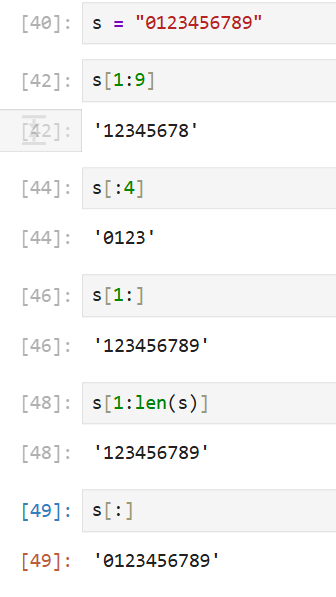 [40]: s = "0123456789"
[42]: s[1:9]
[42]: '12345678'
[44]: s[:4]
[44]: '0123'
[46]: s[1:]
[46]: '123456789'
[48]: s[1:len(s)]
[48]: '123456789'
[49]: s[:]
[49]: '0123456789'